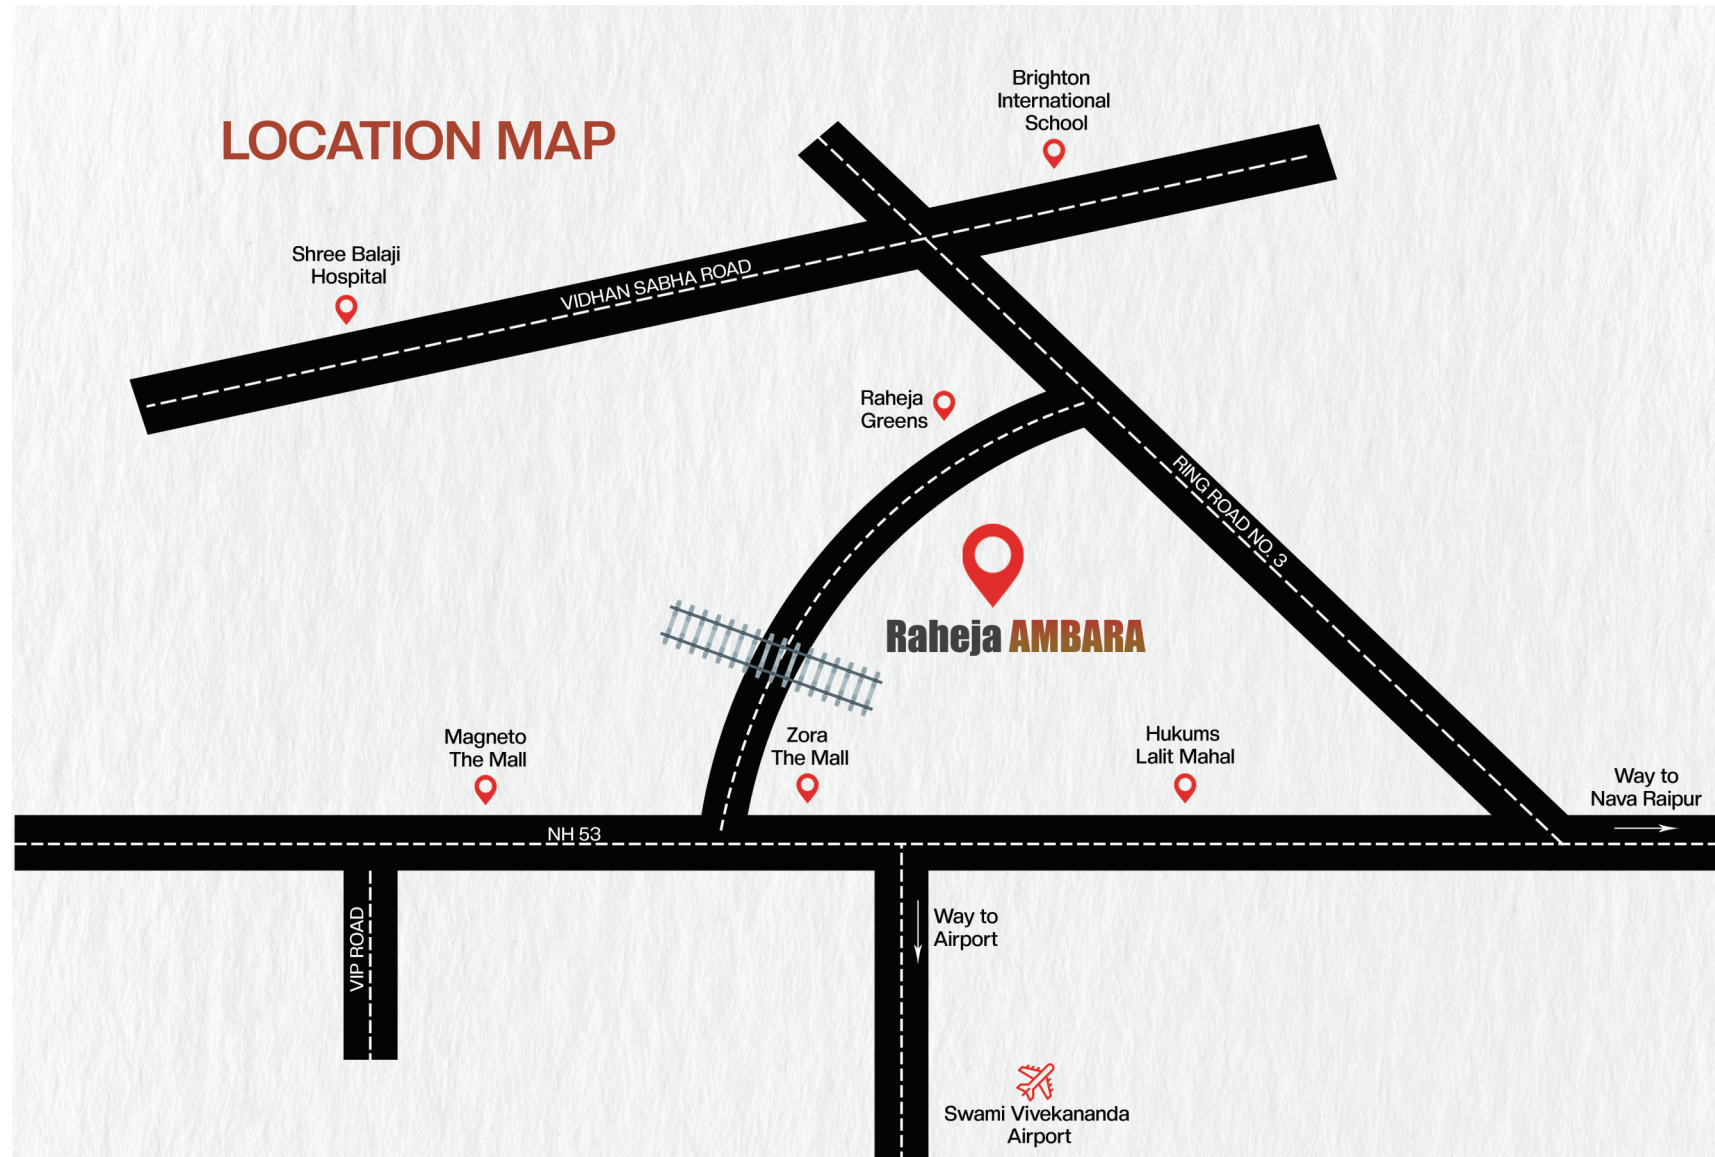 LOCATION MAP
Brighton
International
School
Shree Balaji
Hospital
VIDHAN SABHA ROAD
Raheja
Greens
RING ROAD NO. 3
Raheja AMBARA
Magneto
The Mall
Zora
The Mall
Hukums
Lalit Mahal
Way to
Nava Raipur
NH 53
VIP ROAD
Way to
Airport
Swami Vivekananda
Airport